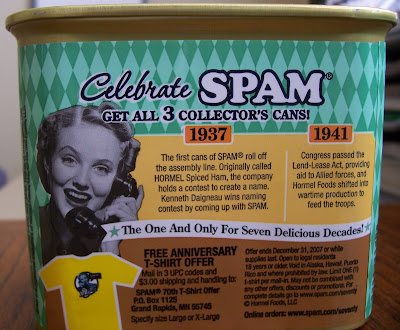 Celebrate SPAM®
GET ALL 3 COLLECTOR'S CANS!
1937
The first cans of SPAM® roll off
the assembly line. Originally called
HORMEL Spiced Ham, the company
holds a contest to create a name.
Kenneth Daigneau wins naming
contest by coming up with SPAM.
1941
Congress passed the
Lend-Lease Act, providing
aid to Allied forces, and
Hormel Foods shifted into
wartime production to
feed the troops.
The One And Only For Seven Delicious Decades!
FREE ANNIVERSARY
T-SHIRT OFFER
Mail in 3 UPC codes and
$3.00 shipping and handling to:
SPAM® 70th T-Shirt Offer
P.O. Box 1125
Grand Rapids, MN 55745
Specify size Large or X-Large
Offer ends December 31, 2007 or while
supplies last. Open to legal residents
18 years or older. Void in Alaska, Hawaii, Puerto
Rico and where prohibited by law. Limit ONE (1)
t-shirt per mail-in. May not be combined with
any other offers, discounts or promotions. For
complete details go to www.spam.com/seventy
© Hormel Foods, LLC
www.spam.com/seventy